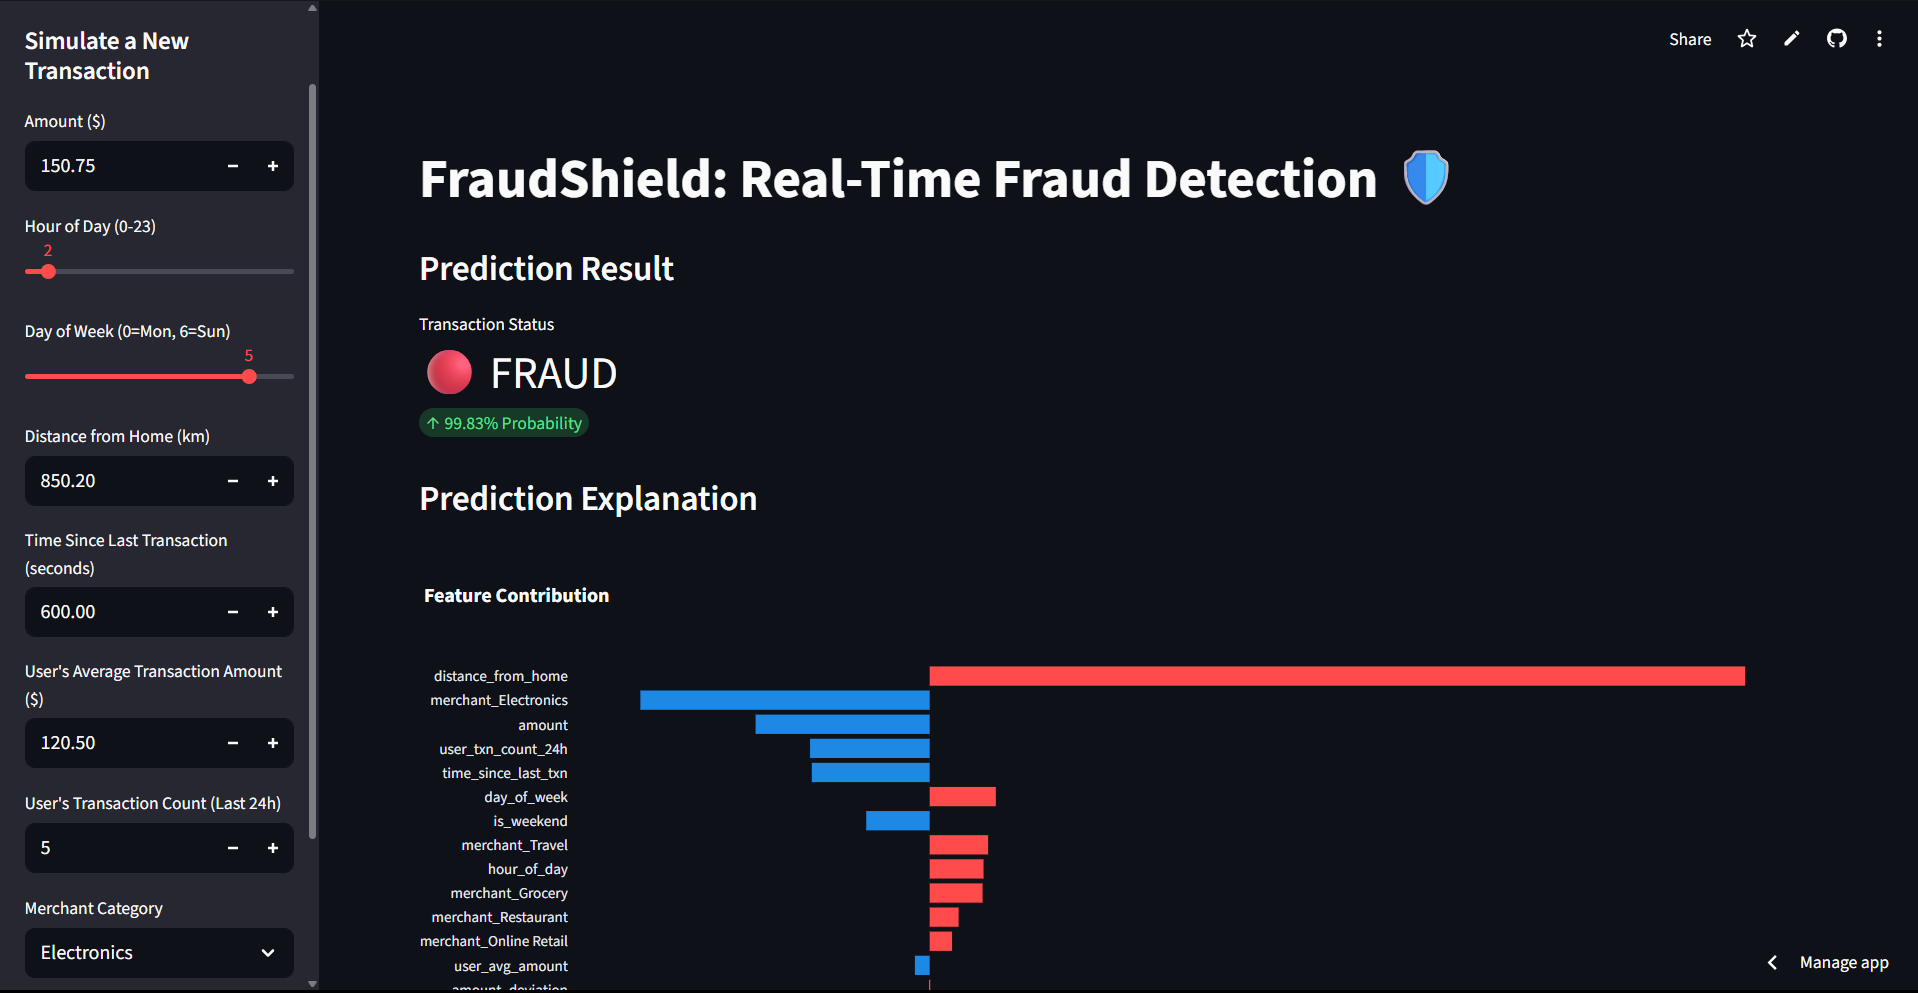 Simulate a New
Transaction
Amount ($)
150.75
Hour of Day (0-23)
2
Day of Week (0=Mon, 6=Sun)
5
Distance from Home (km)
850.20
Time Since Last Transaction
(seconds)
600.00
User's Average Transaction Amount
($)
120.50
User's Transaction Count (Last 24h)
5
Merchant Category
Electronics
Share
FraudShield: Real-Time Fraud Detection
Prediction Result
Transaction Status
FRAUD
↑ 99.83% Probability
Prediction Explanation
Feature Contribution
distance_from_home
merchant_Electronics
amount
user_txn_count_24h
time_since_last_txn
day_of_week
is_weekend
merchant_Travel
hour_of_day
merchant_Grocery
merchant_Restaurant
merchant_Online Retail
user_avg_amount
amount_deviation
Manage app